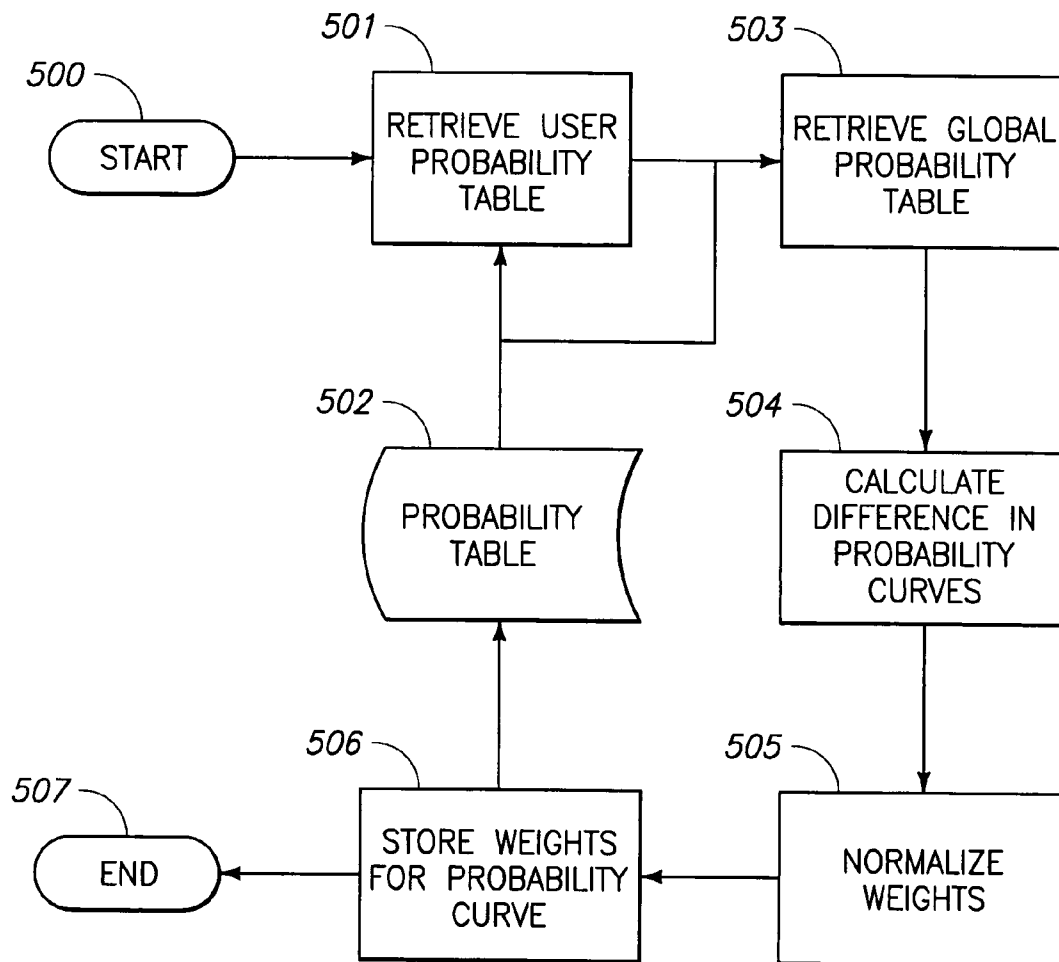 500
START
501
RETRIEVE USER
PROBABILITY
TABLE
503
RETRIEVE GLOBAL
PROBABILITY
TABLE
502
PROBABILITY
TABLE
504
CALCULATE
DIFFERENCE IN
PROBABILITY
CURVES
507
END
506
STORE WEIGHTS
FOR PROBABILITY
CURVE
505
NORMALIZE
WEIGHTS